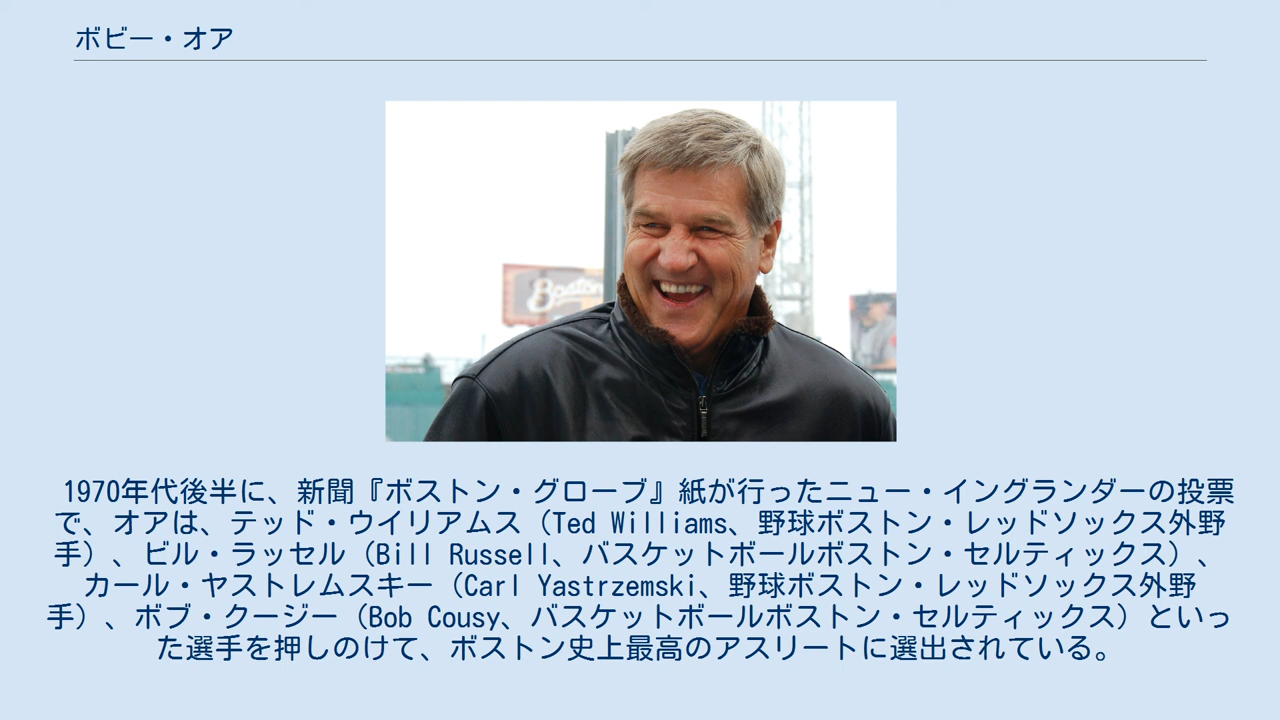 ボビー・オア
Boston
1970年代後半に、新聞『ボストン・グローブ』紙が行ったニュー・イングランダーの投票
で、オアは、テッド・ウイリアムス（Ted Williams、野球ボストン・レッドソックス外野
手）、ビル・ラッセル（Bill Russell、バスケットボールボストン・セルティックス）、
カール・ヤストレムスキー（Carl Yastrzemski、野球ボストン・レッドソックス外野
手）、ボブ・クージー（Bob Cousy、バスケットボールボストン・セルティックス）といっ
た選手を押しのけて、ボストン史上最高のアスリートに選出されている。